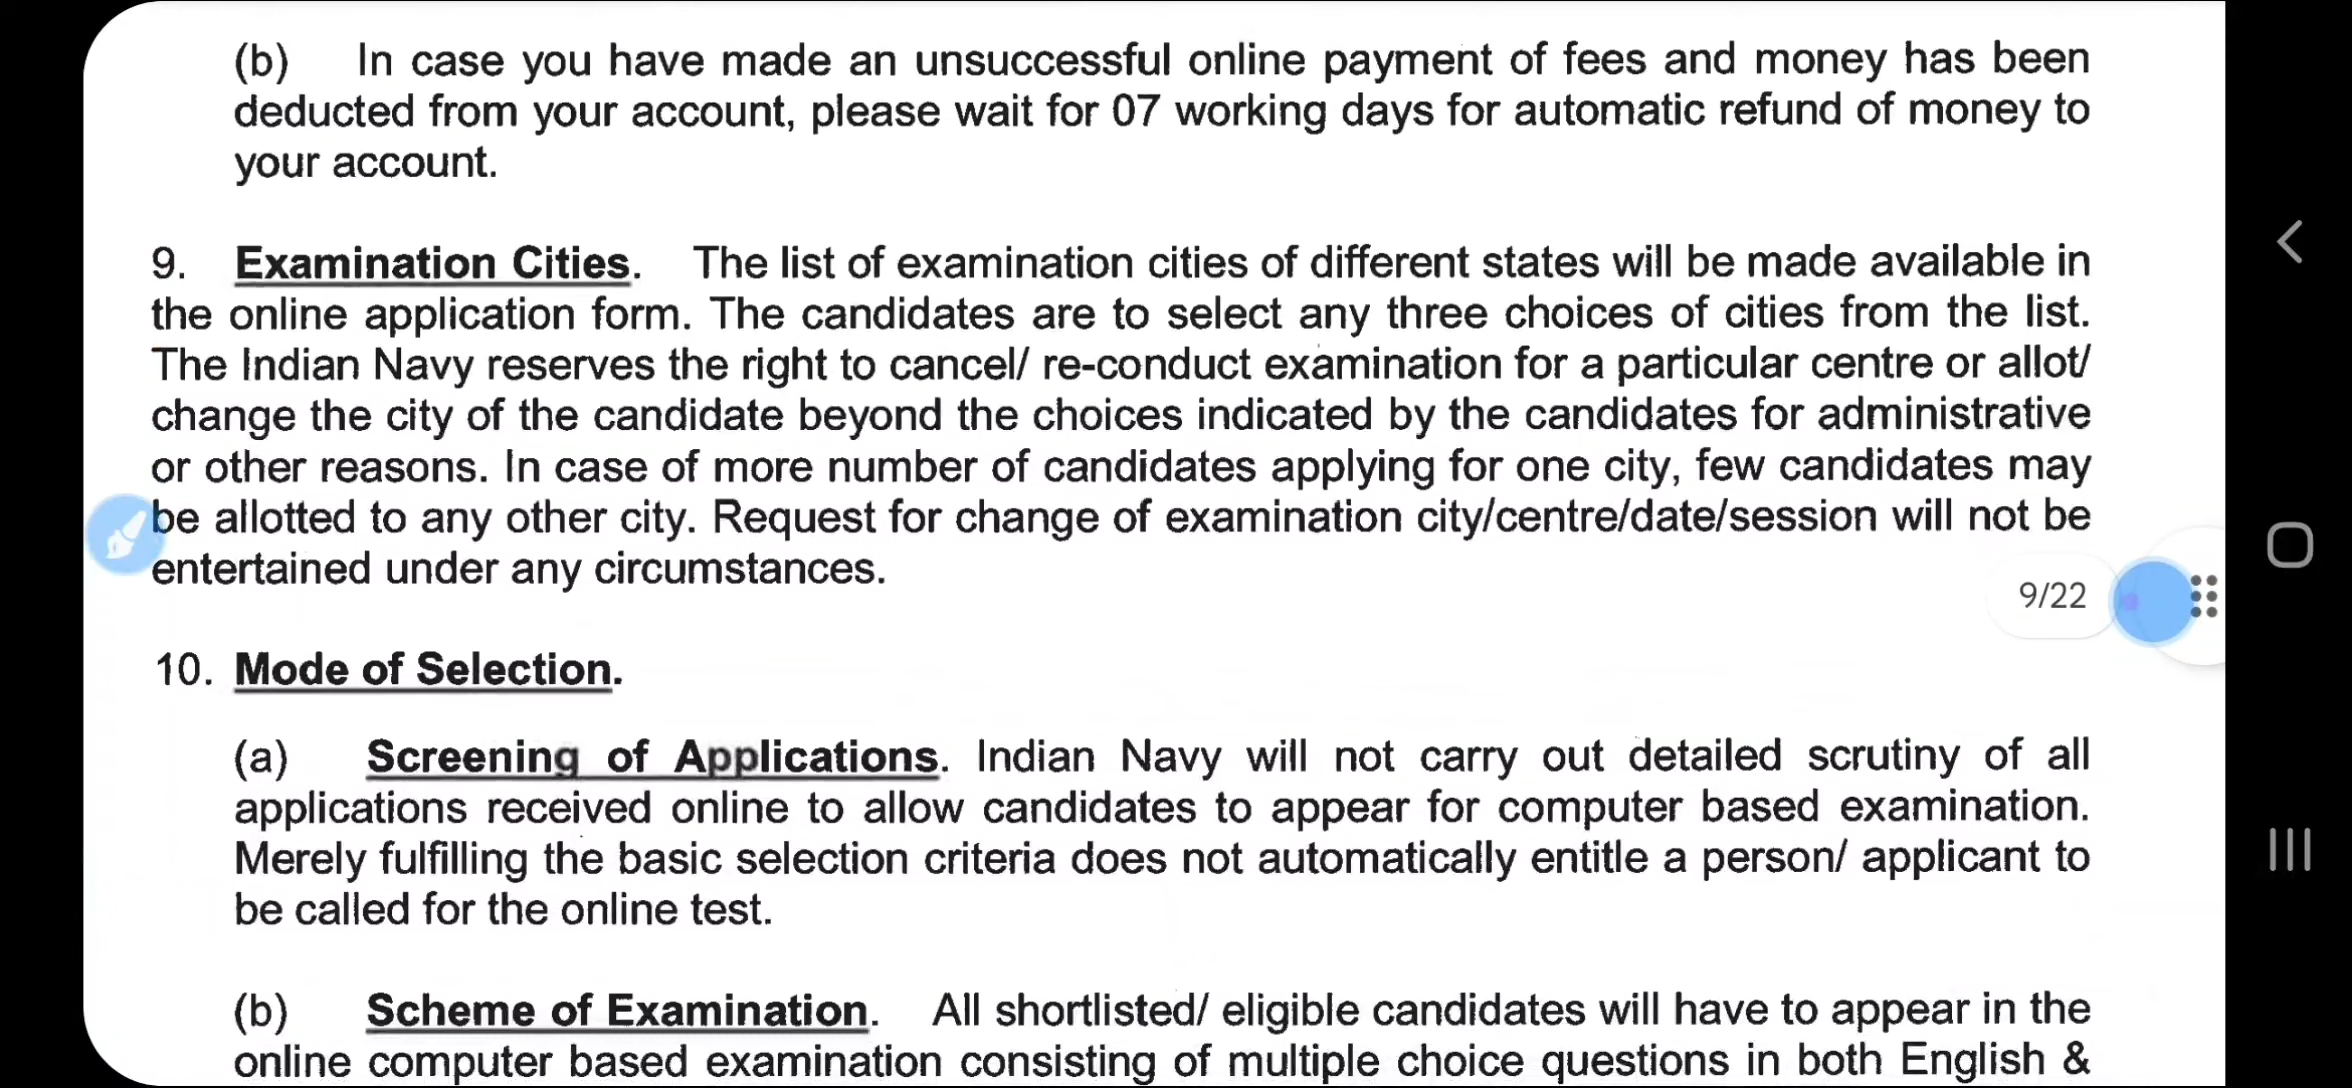 (b) In case you have made an unsuccessful online payment of fees and money has been
deducted from your account, please wait for 07 working days for automatic refund of money to
your account.
9. Examination Cities. The list of examination cities of different states will be made available in
the online application form. The candidates are to select any three choices of cities from the list.
The Indian Navy reserves the right to cancel/ re-conduct examination for a particular centre or allot/
change the city of the candidate beyond the choices indicated by the candidates for administrative
or other reasons. In case of more number of candidates applying for one city, few candidates may
be allotted to any other city. Request for change of examination city/centre/date/session will not be
entertained under any circumstances.
9/22
10. Mode of Selection.
(a) Screening of Applications. Indian Navy will not carry out detailed scrutiny of all
applications received online to allow candidates to appear for computer based examination.
Merely fulfilling the basic selection criteria does not automatically entitle a person/ applicant to
be called for the online test.
(b) Scheme of Examination. All shortlisted/ eligible candidates will have to appear in the
online computer based examination consisting of multiple choice questions in both English &